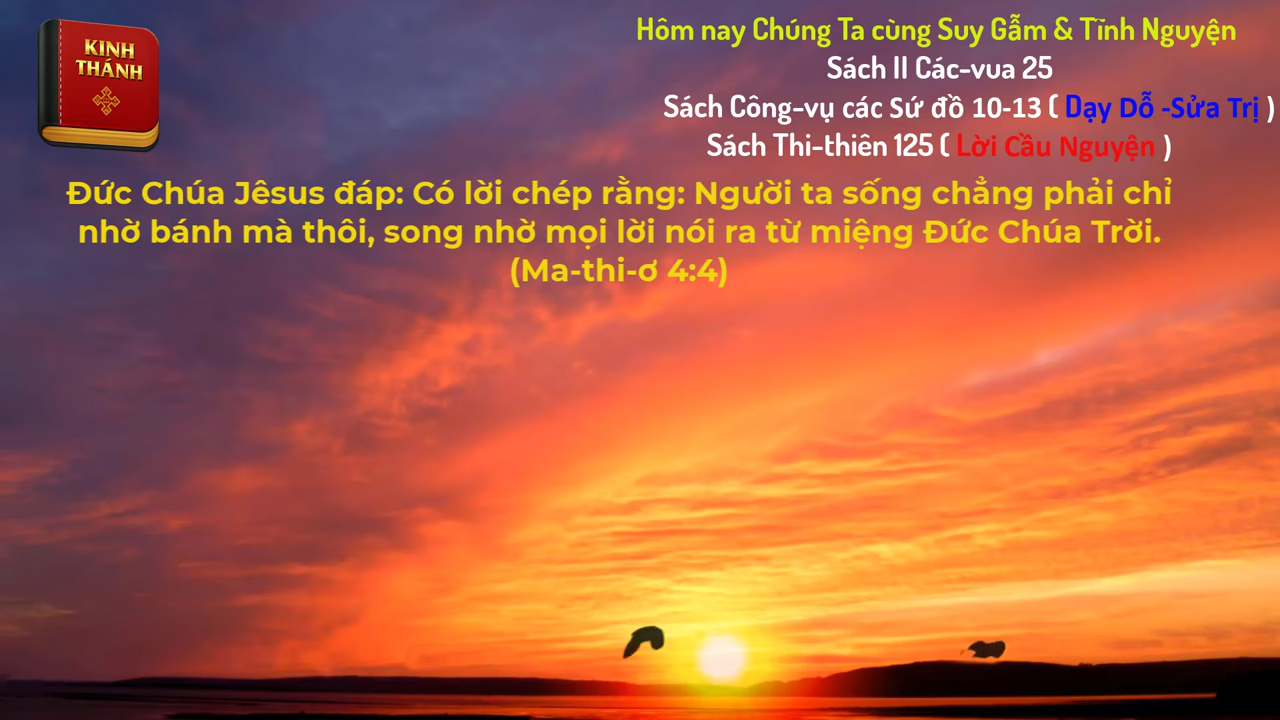 KINH
THÁNH
Hôm nay Chúng Ta cùng Suy Gẫm & Tĩnh Nguyện
Sách II Các-vua 25
Sách Công-vụ các Sứ đồ 10-13 ( Dạy Dỗ -Sửa Trị )
Sách Thi-thiên 125 ( Lời Cầu Nguyện )
Đức Chúa Jêsus đáp: Có lời chép rằng: Người ta sống chẳng phải chỉ
nhờ bánh mà thôi, song nhờ mọi lời nói ra từ miệng Đức Chúa Trời.
(Ma-thi-ơ 4:4)